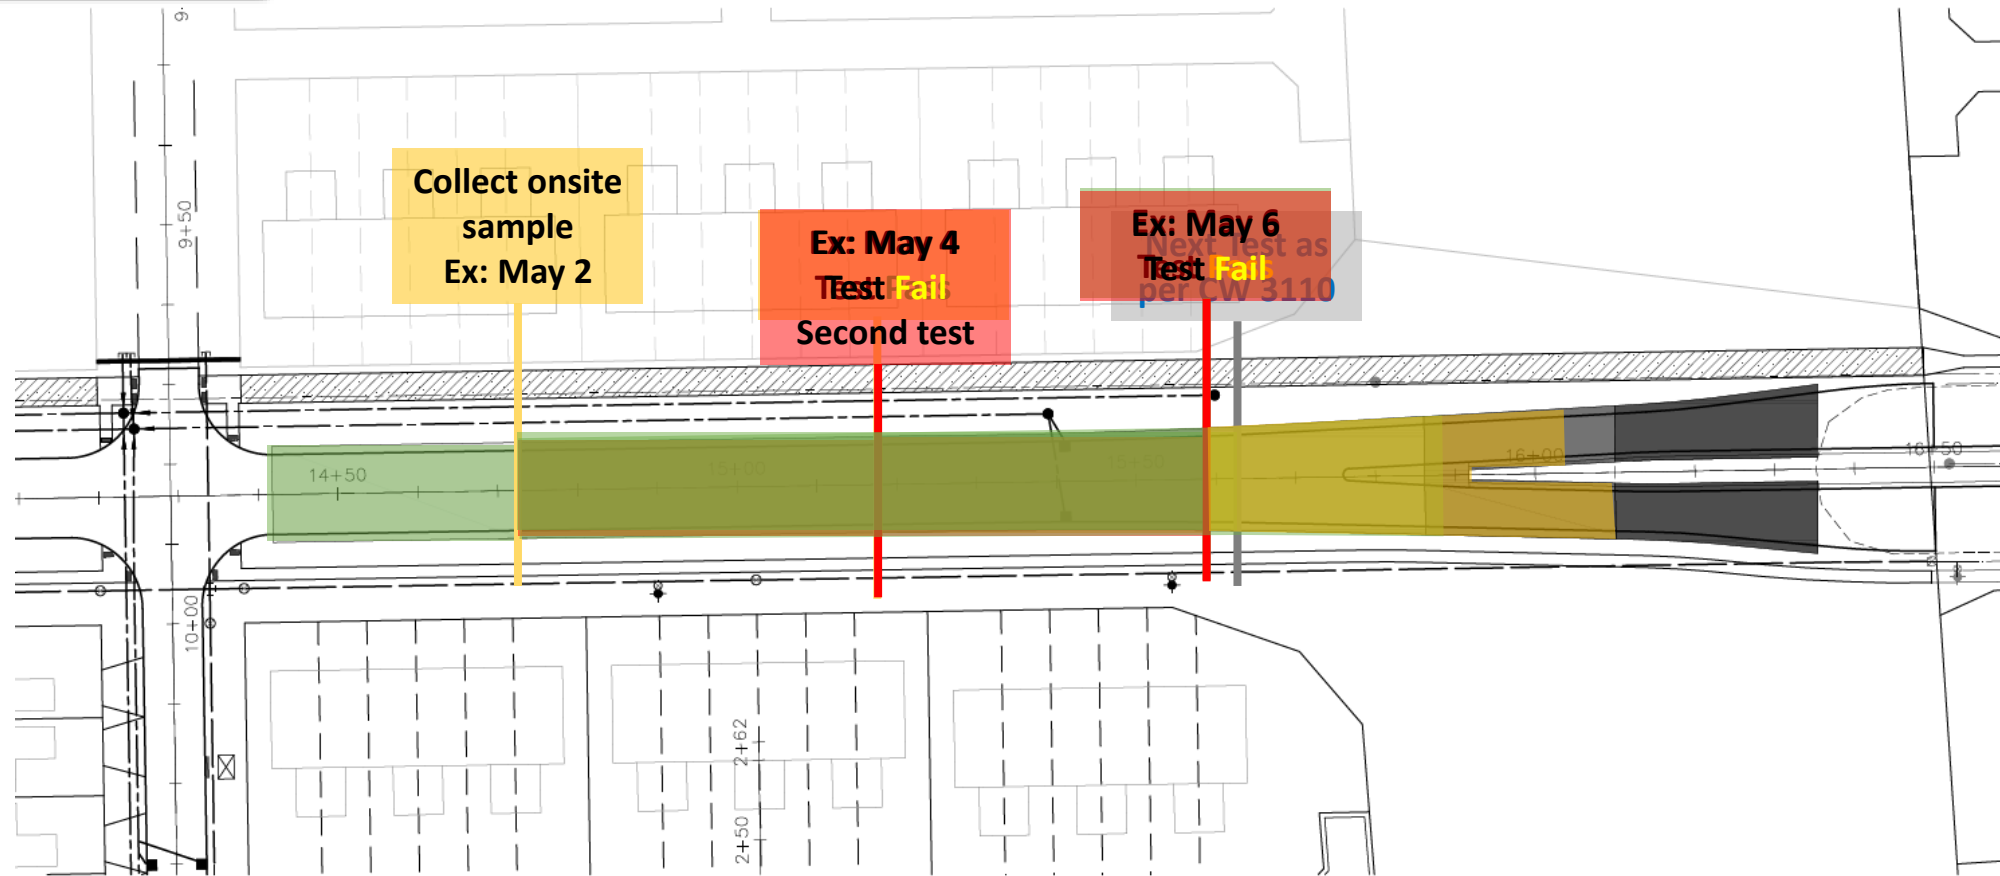 9+50
Collect onsite
sample
Ex: May 2
Ex: May 4
Test Fail
Second test
Ex: May 6
Test Fail
Next Test as
per CW 3110
14+50
15+00
15+50
16+00
16+50
10+00
2+62
2+50